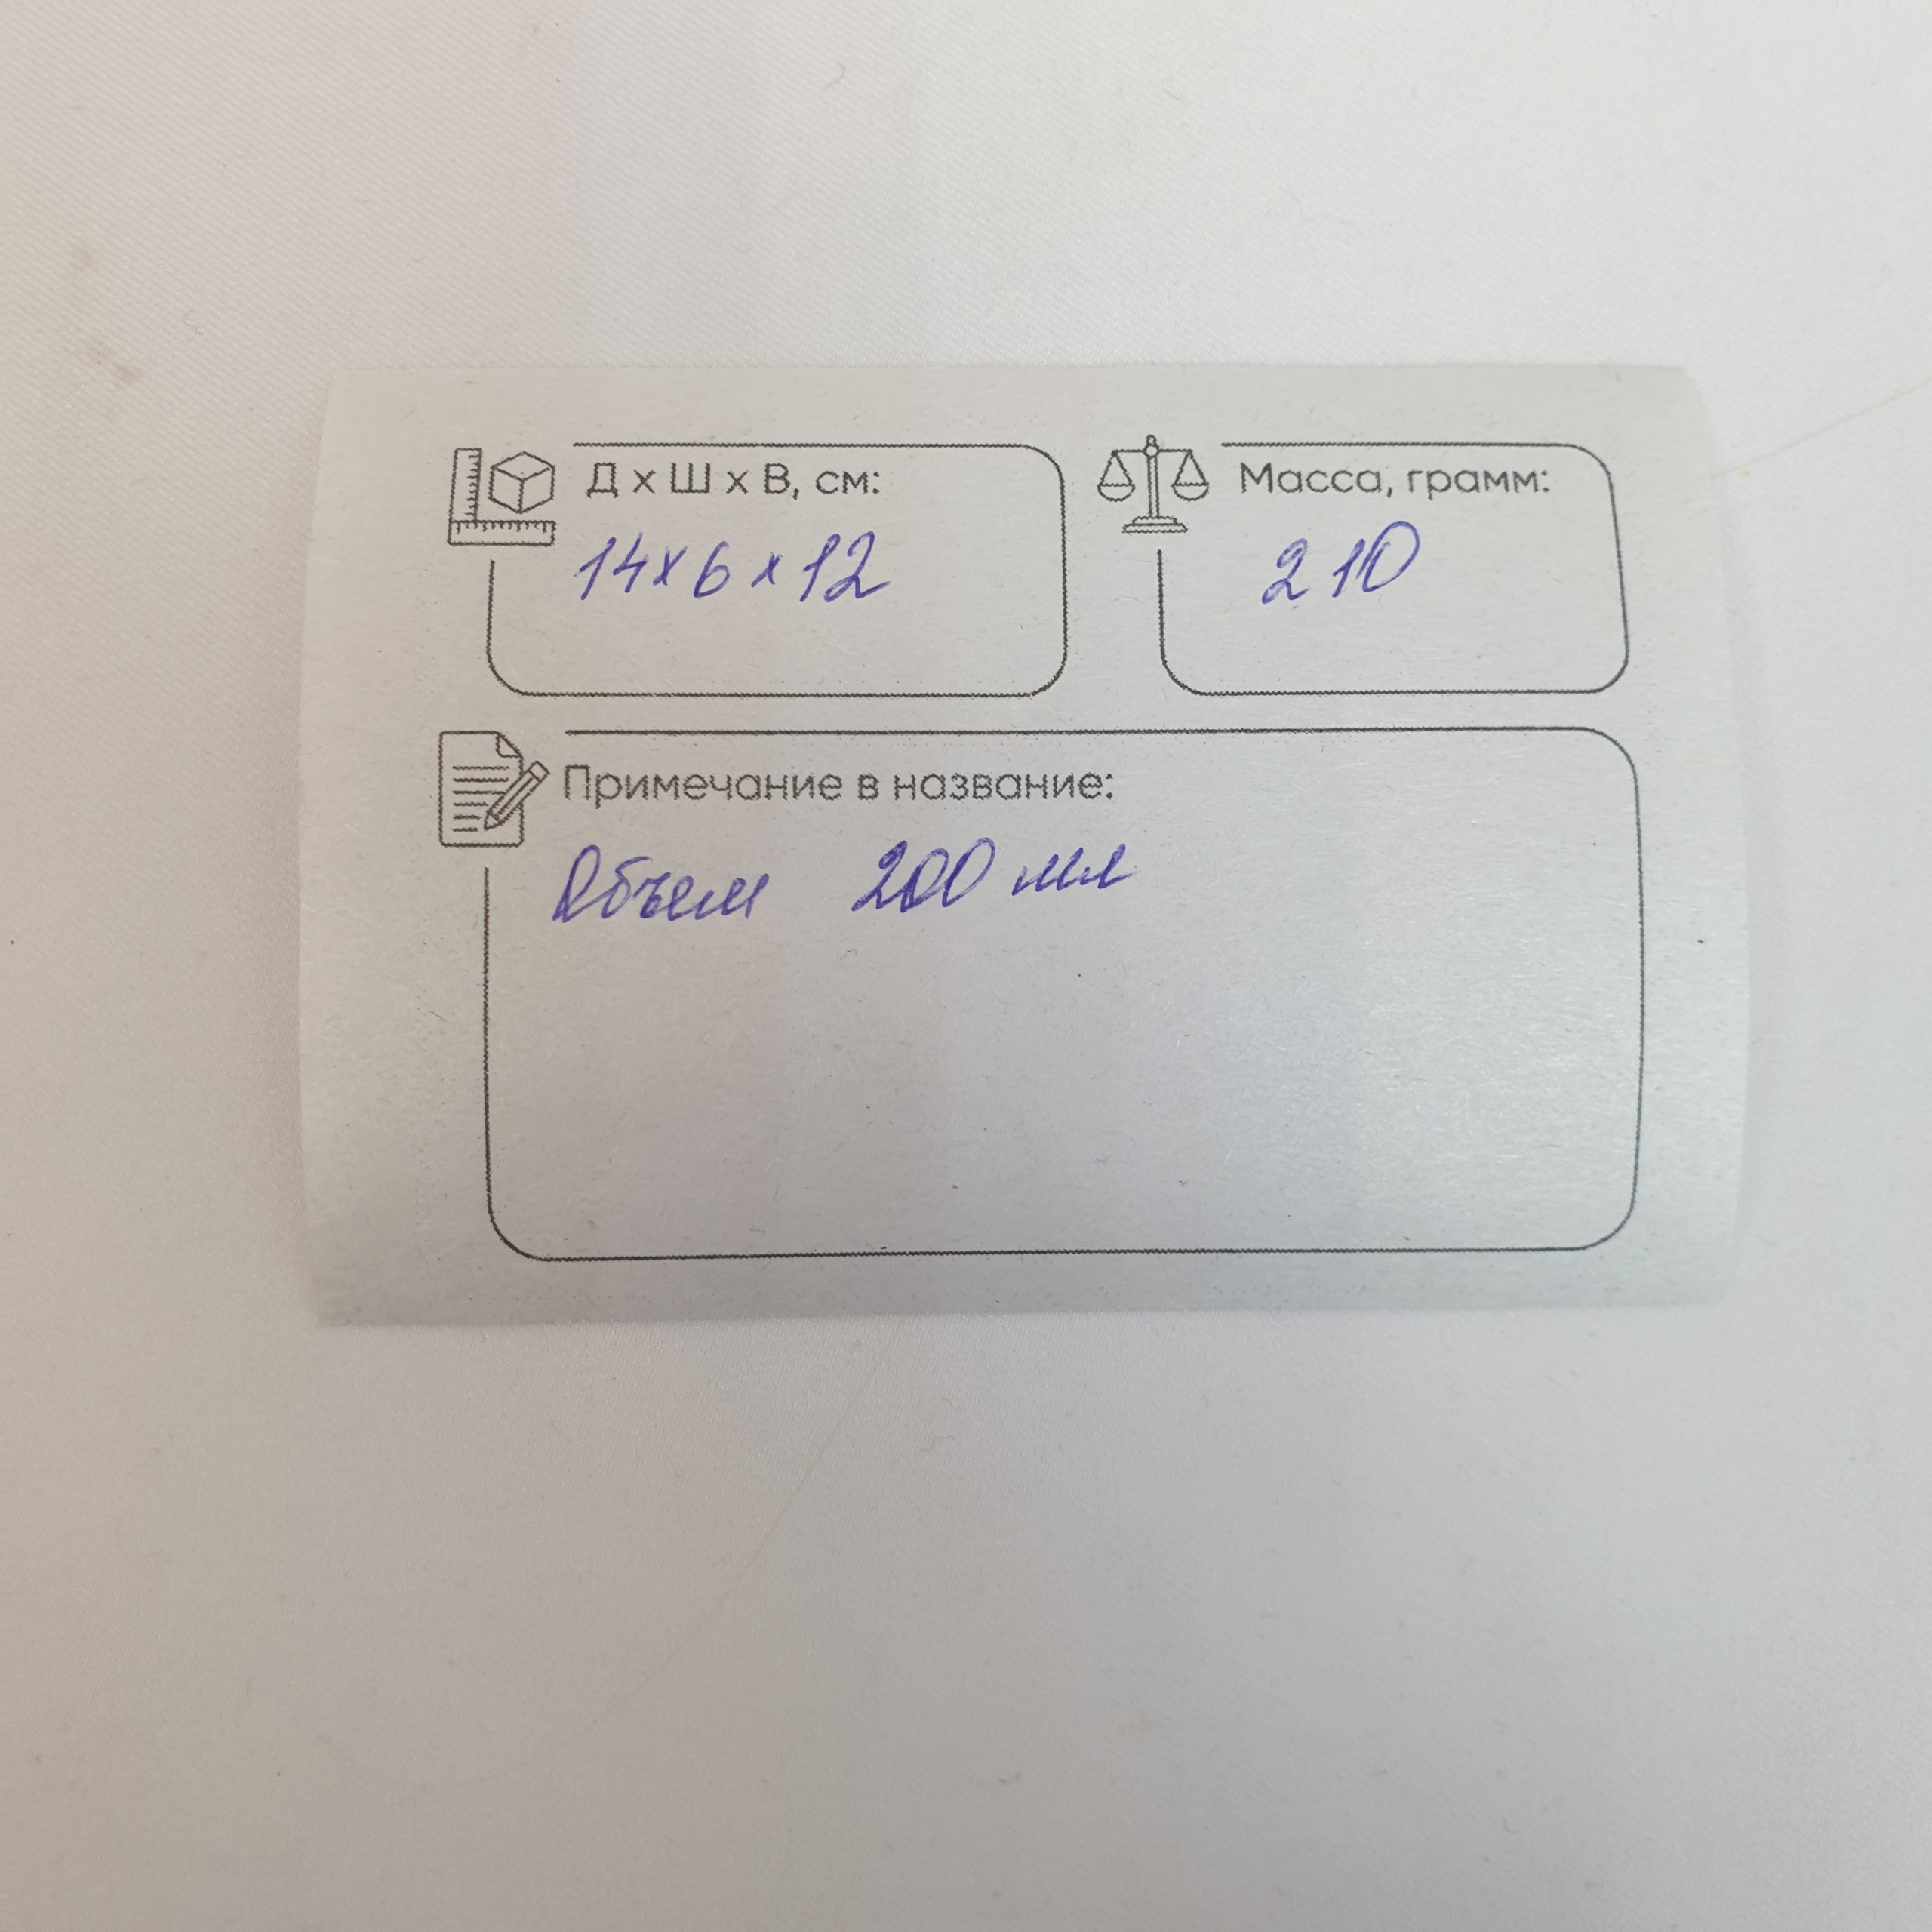 Д х Ш х В, см:
14х6х12
Масса, грамм:
210
Примечание в название:
Объем 200 мл